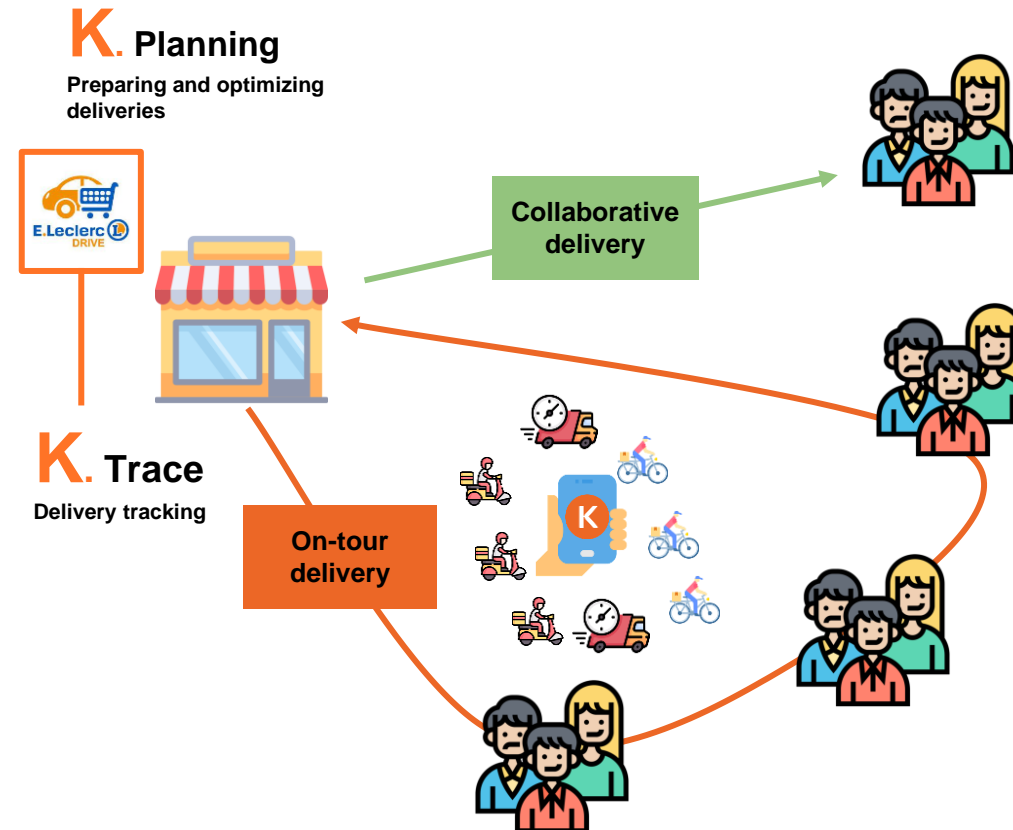 K. Planning
Preparing and optimizing
deliveries
E.Leclerc L
DRIVE
Collaborative
delivery
K. Trace
Delivery tracking
On-tour
delivery
K